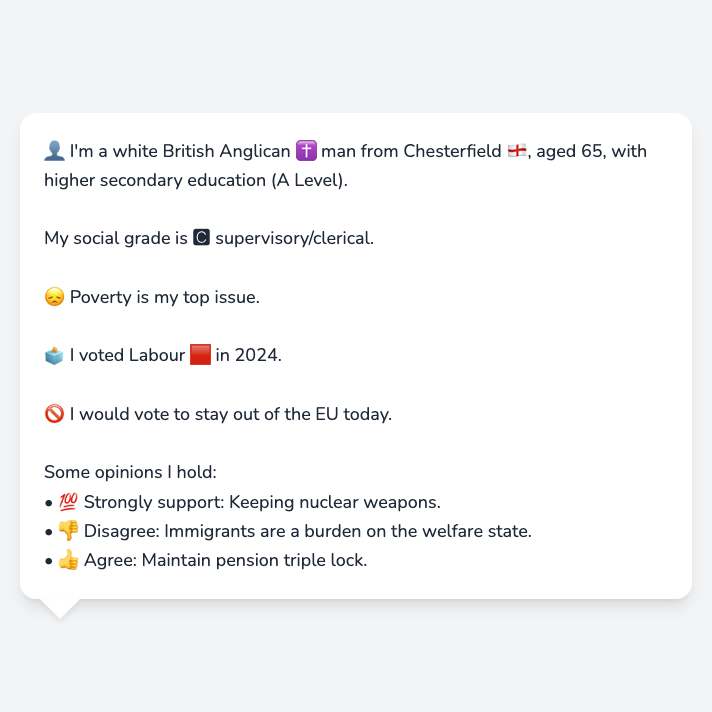 👤 I'm a white British Anglican ✝️ man from Chesterfield 🏴󠁧󠁢󠁥󠁮󠁧󠁿, aged 65, with
higher secondary education (A Level).
My social grade is 🅲 supervisory/clerical.
😞 Poverty is my top issue.
🗳️ I voted Labour 🟥 in 2024.
🚫 I would vote to stay out of the EU today.
Some opinions I hold:
• 💯 Strongly support: Keeping nuclear weapons.
• 👎 Disagree: Immigrants are a burden on the welfare state.
• 👍 Agree: Maintain pension triple lock.